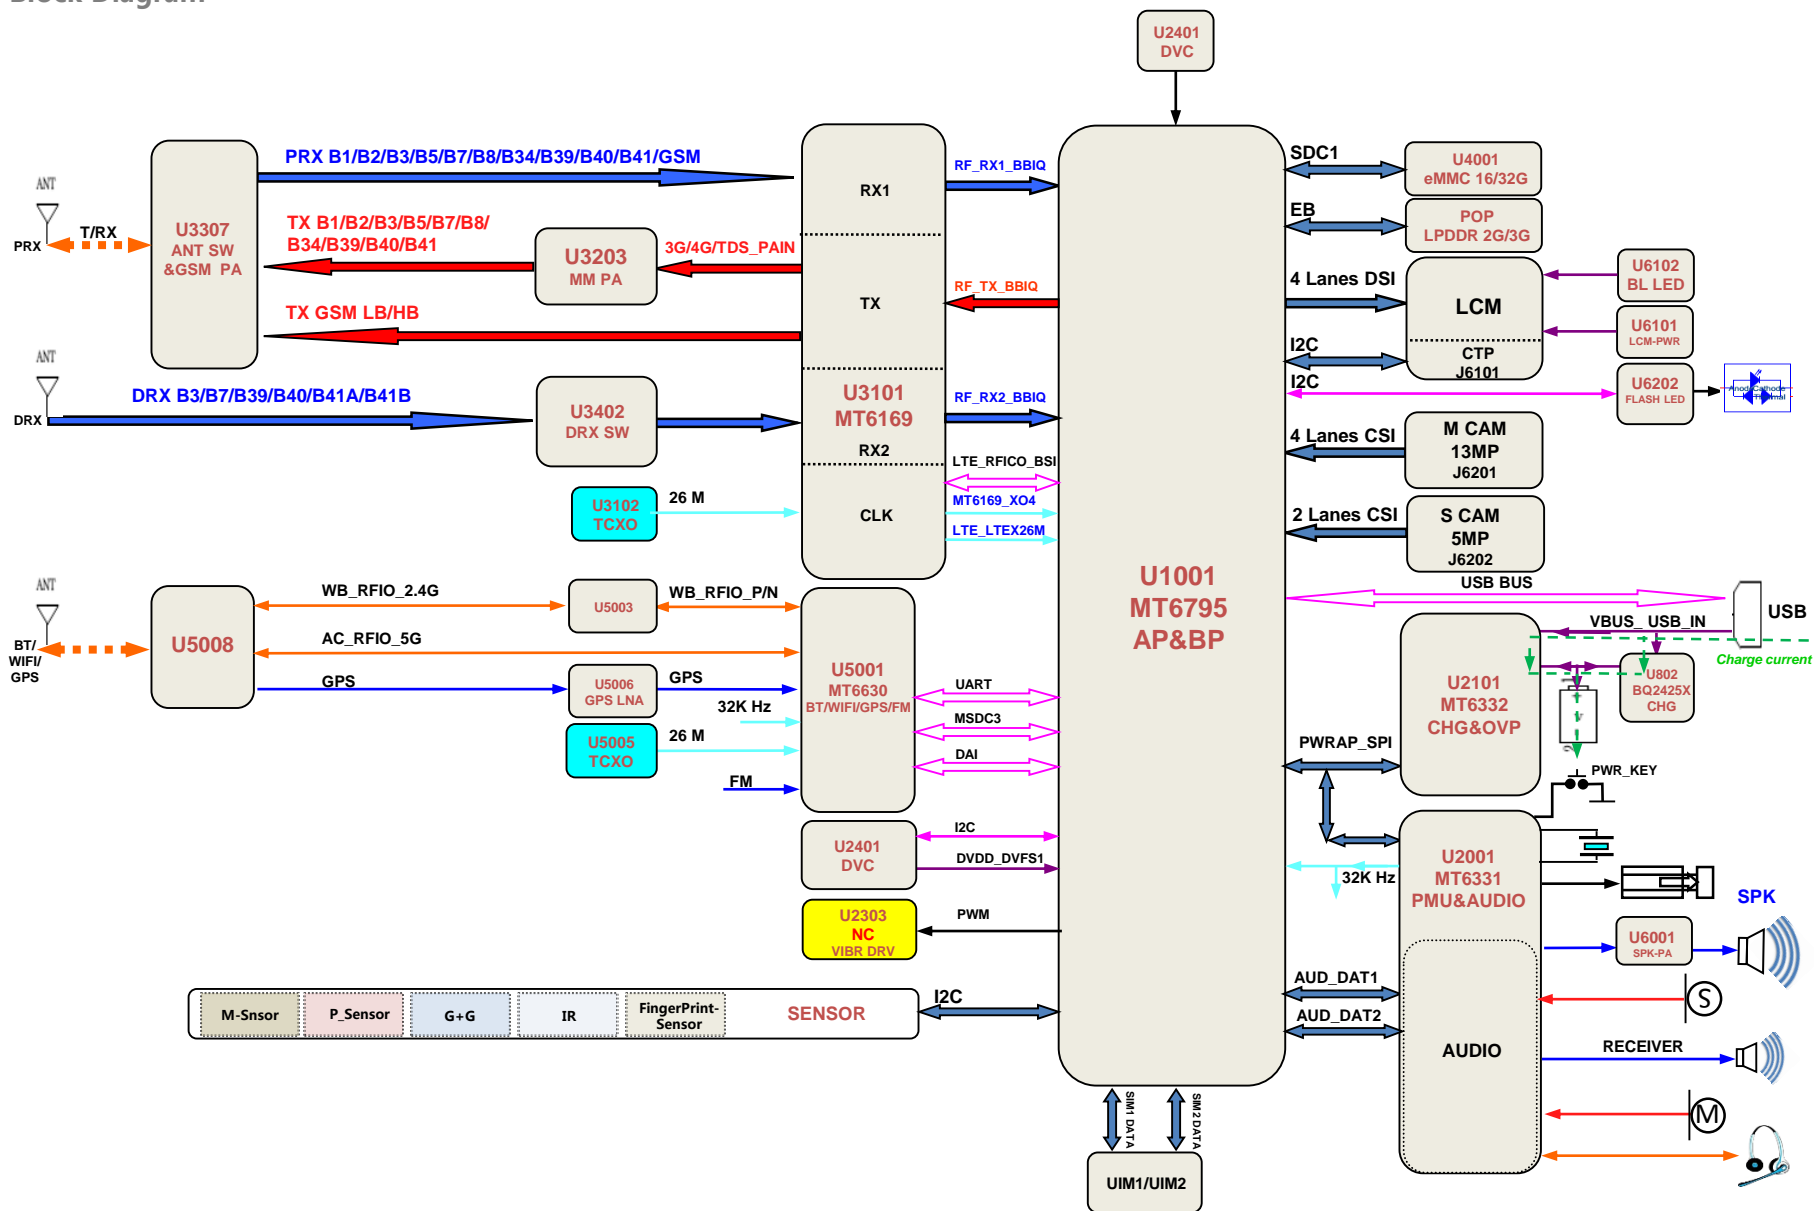 Block Diagram
U2401
DVC
ANT
PRX
T/RX
U3307
ANT SW
&GSM PA
PRX B1/B2/B3/B5/B7/B8/B34/B39/B40/B41/GSM
TX B1/B2/B3/B5/B7/B8/
B34/B39/B40/B41
U3203
MM PA
3G/4G/TDS_PAIN
TX GSM LB/HB
ANT
DRX
DRX B3/B7/B39/B40/B41A/B41B
U3402
DRX SW
U3102
TCXO
26 M
RX1
TX
U3101
MT6169
RX2
CLK
RF_RX1_BBIQ
RF_TX_BBIQ
RF_RX2_BBIQ
LTE_RFICO_BSI
MT6169_XO4
LTE_LTEX26M
ANT
BT/
WIFI/
GPS
U5008
WB_RFIO_2.4G
U5003
WB_RFIO_P/N
AC_RFIO_5G
GPS
U5006
GPS LNA
GPS
32K Hz
U5005
TCXO
26 M
FM
U5001
MT6630
BT/WIFI/GPS/FM
UART
MSDC3
DAI
U2401
DVC
I2C
DVDD_DVFS1
U2303
NC
VIBR DRV
PWM
M-Snsor
P_Sensor
G+G
IR
FingerPrint-
Sensor
SENSOR
I2C
U1001
MT6795
AP&BP
SIM1 DATA
SIM2 DATA
UIM1/UIM2
SDC1
U4001
eMMC 16/32G
EB
POP
LPDDR 2G/3G
4 Lanes DSI
LCM
I2C
CTP
J6101
U6102
BL LED
U6101
LCM-PWR
I2C
U6202
FLASH LED
4 Lanes CSI
M CAM
13MP
J6201
2 Lanes CSI
S CAM
5MP
J6202
USB BUS
USB
VBUS_ USB_IN
Charge current
U2101
MT6332
CHG&OVP
U802
BQ2425X
CHG
PWRAP_SPI
PWR_KEY
U2001
MT6331
PMU&AUDIO
32K Hz
SPK
U6001
SPK-PA
AUD_DAT1
AUD_DAT2
AUDIO
S
RECEIVER
M